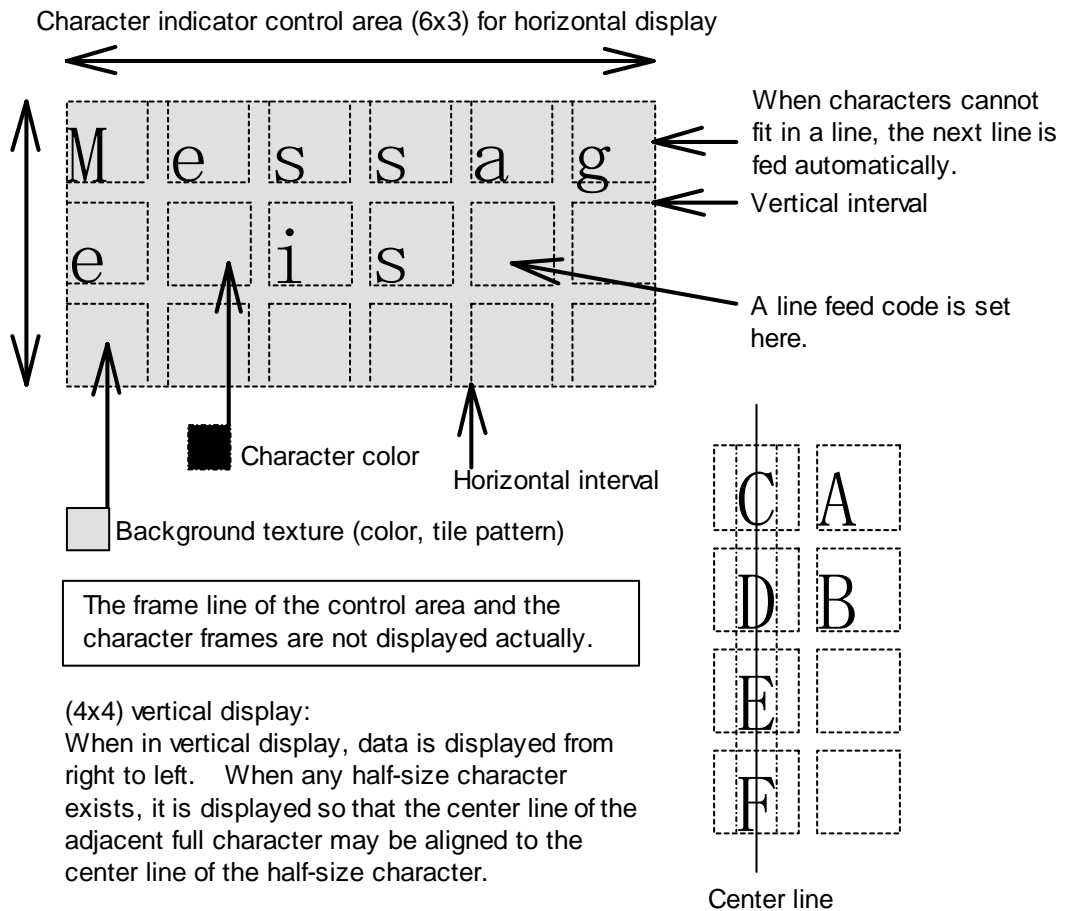 Character indicator control area (6x3) for horizontal display
When characters cannot
fit in a line, the next line is
fed automatically.
M e s s a g
Vertical interval
e i s
A line feed code is set
here.
Character color
Horizontal interval
Background texture (color, tile pattern)
The frame line of the control area and the
character frames are not displayed actually.
(4x4) vertical display:
When in vertical display, data is displayed from
right to left. When any half-size character
exists, it is displayed so that the center line of the
adjacent full character may be aligned to the
center line of the half-size character.
C A
D B
E
F
Center line